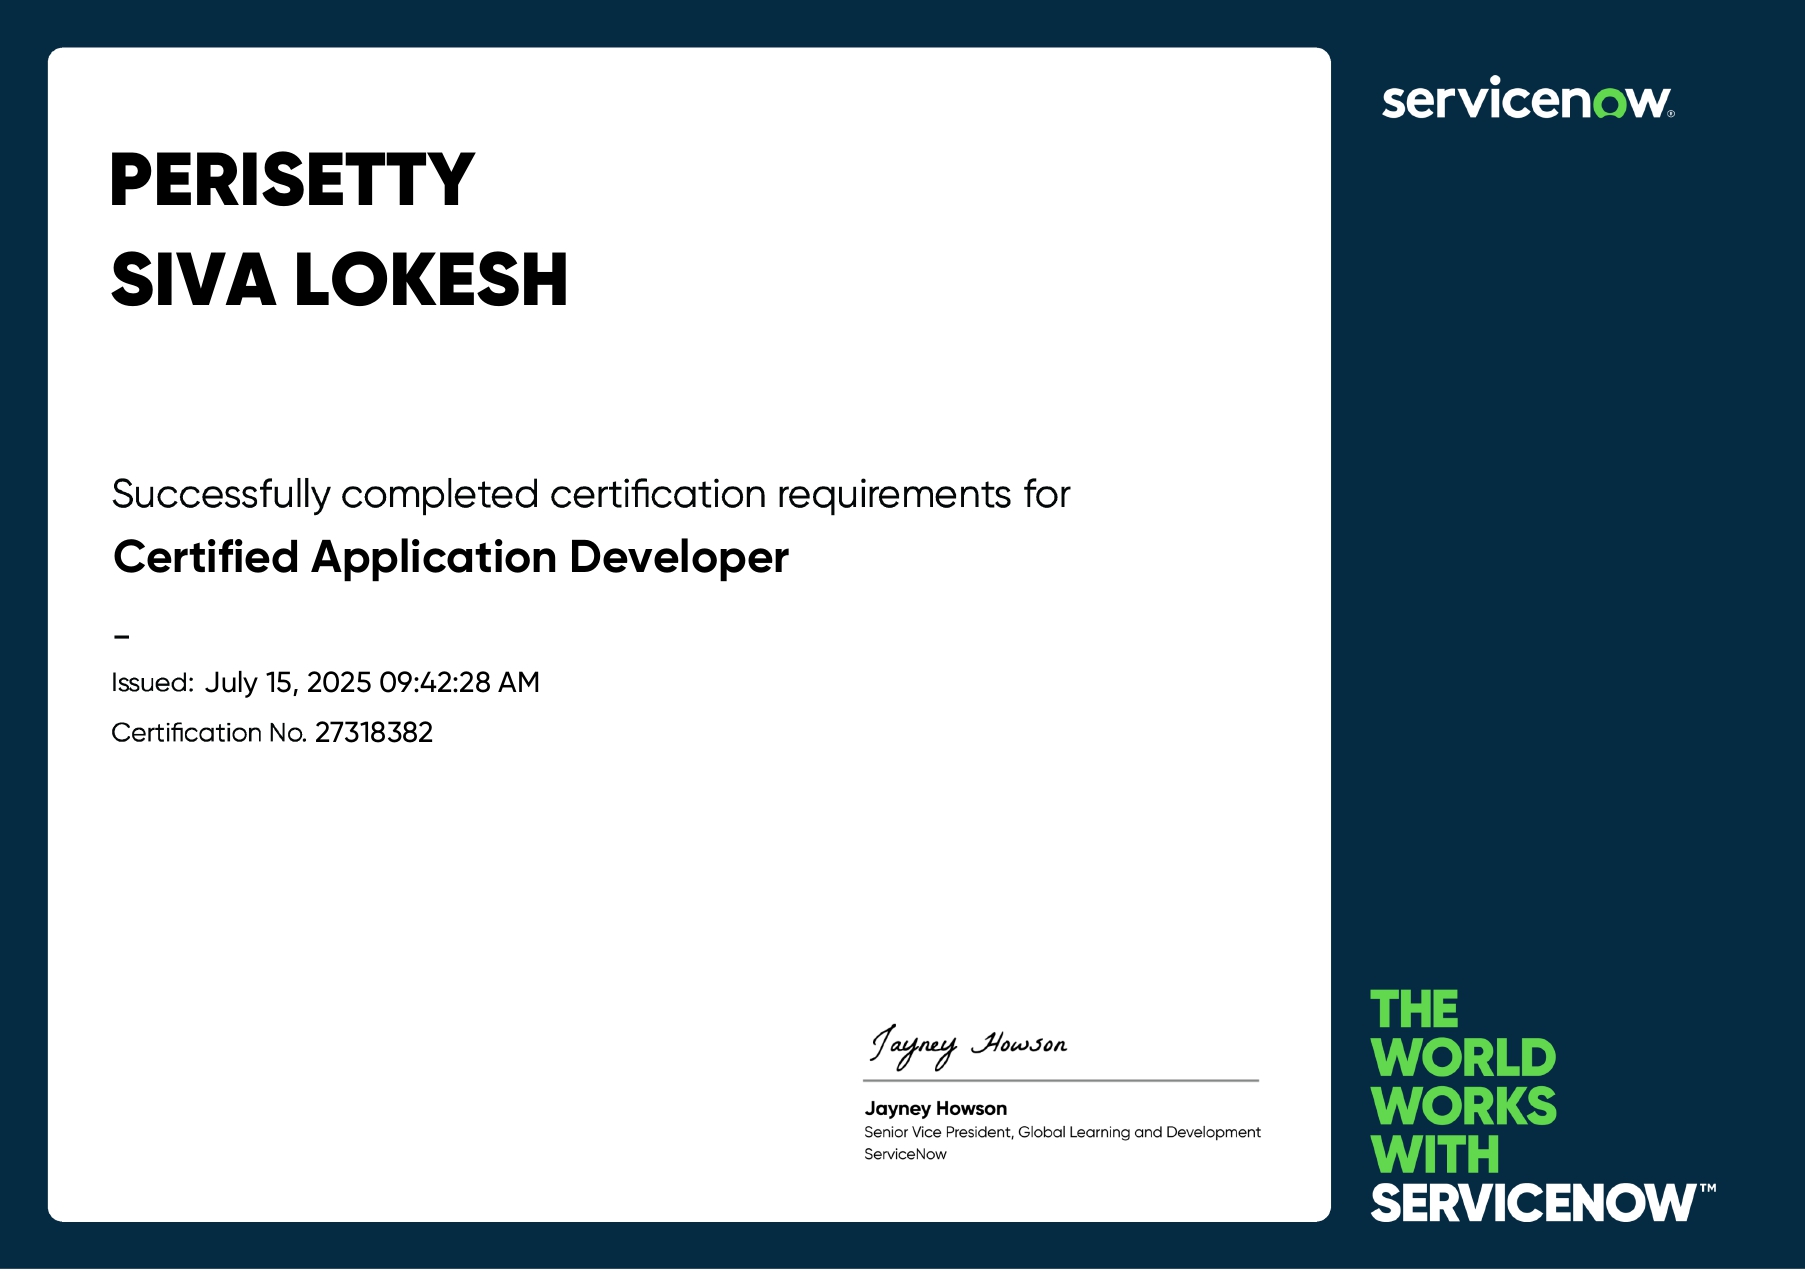 PERISETTY
SIVA LOKESH
Successfully completed certification requirements for
Certified Application Developer
–
Issued: July 15, 2025 09:42:28 AM
Certification No. 27318382
Jayney Howson
Jayney Howson
Senior Vice President, Global Learning and Development
ServiceNow
servicenow®
THE
WORLD
WORKS
WITH
SERVICENOW™